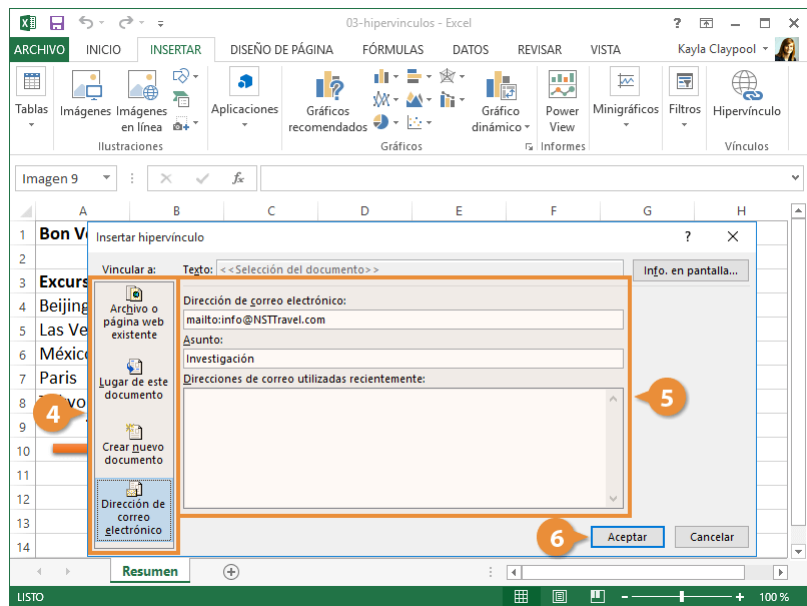 03-hipervinculos - Excel
?
ARCHIVO INICIO INSERTAR DISEÑO DE PÁGINA FÓRMULAS DATOS REVISAR VISTA Kayla Claypool
Tablas
Imágenes
Imágenes
en línea
Aplicaciones
Gráficos
recomendados
Gráfico
dinámico
Power
View
Minigráficos
Filtros
Hipervínculo
Ilustraciones Gráficos Informes Vínculos
Imagen 9 fx
A B C D E F G H
1 Bon V
2
3 Excurs
4 Beijing
5 Las Ve
6 México
7 Paris
8
9
10
11
12
13
14
Insertar hipervínculo ?
Vincular a: Texto: <<Selección del documento>> Info. en pantalla...
Archivo o
página web
existente
Lugar de este
documento
Crear nuevo
documento
Dirección de
correo
electrónico
Dirección de correo electrónico:
mailto:info@NSTTravel.com
Asunto:
Investigación
Direcciones de correo utilizadas recientemente:
4
5
6
Aceptar Cancelar
Resumen
LISTO 100 %